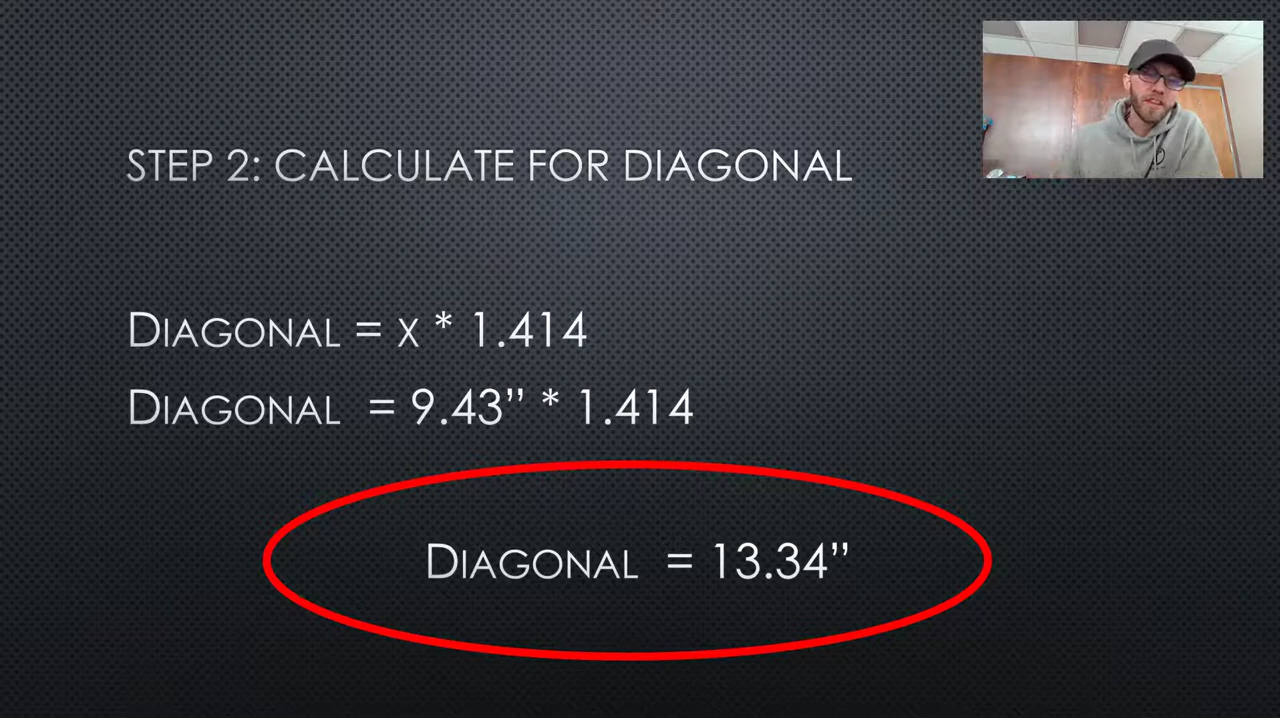 STEP 2: CALCULATE FOR DIAGONAL
DIAGONAL = X * 1.414
DIAGONAL = 9.43” * 1.414
DIAGONAL = 13.34”